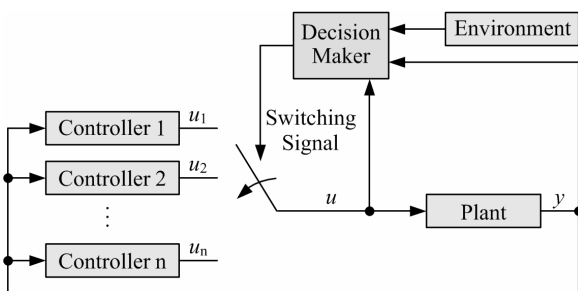 Decision
Maker
Environment
Controller 1
u1
Switching
Signal
Controller 2
u2
⋮
u
Plant
y
Controller n
un